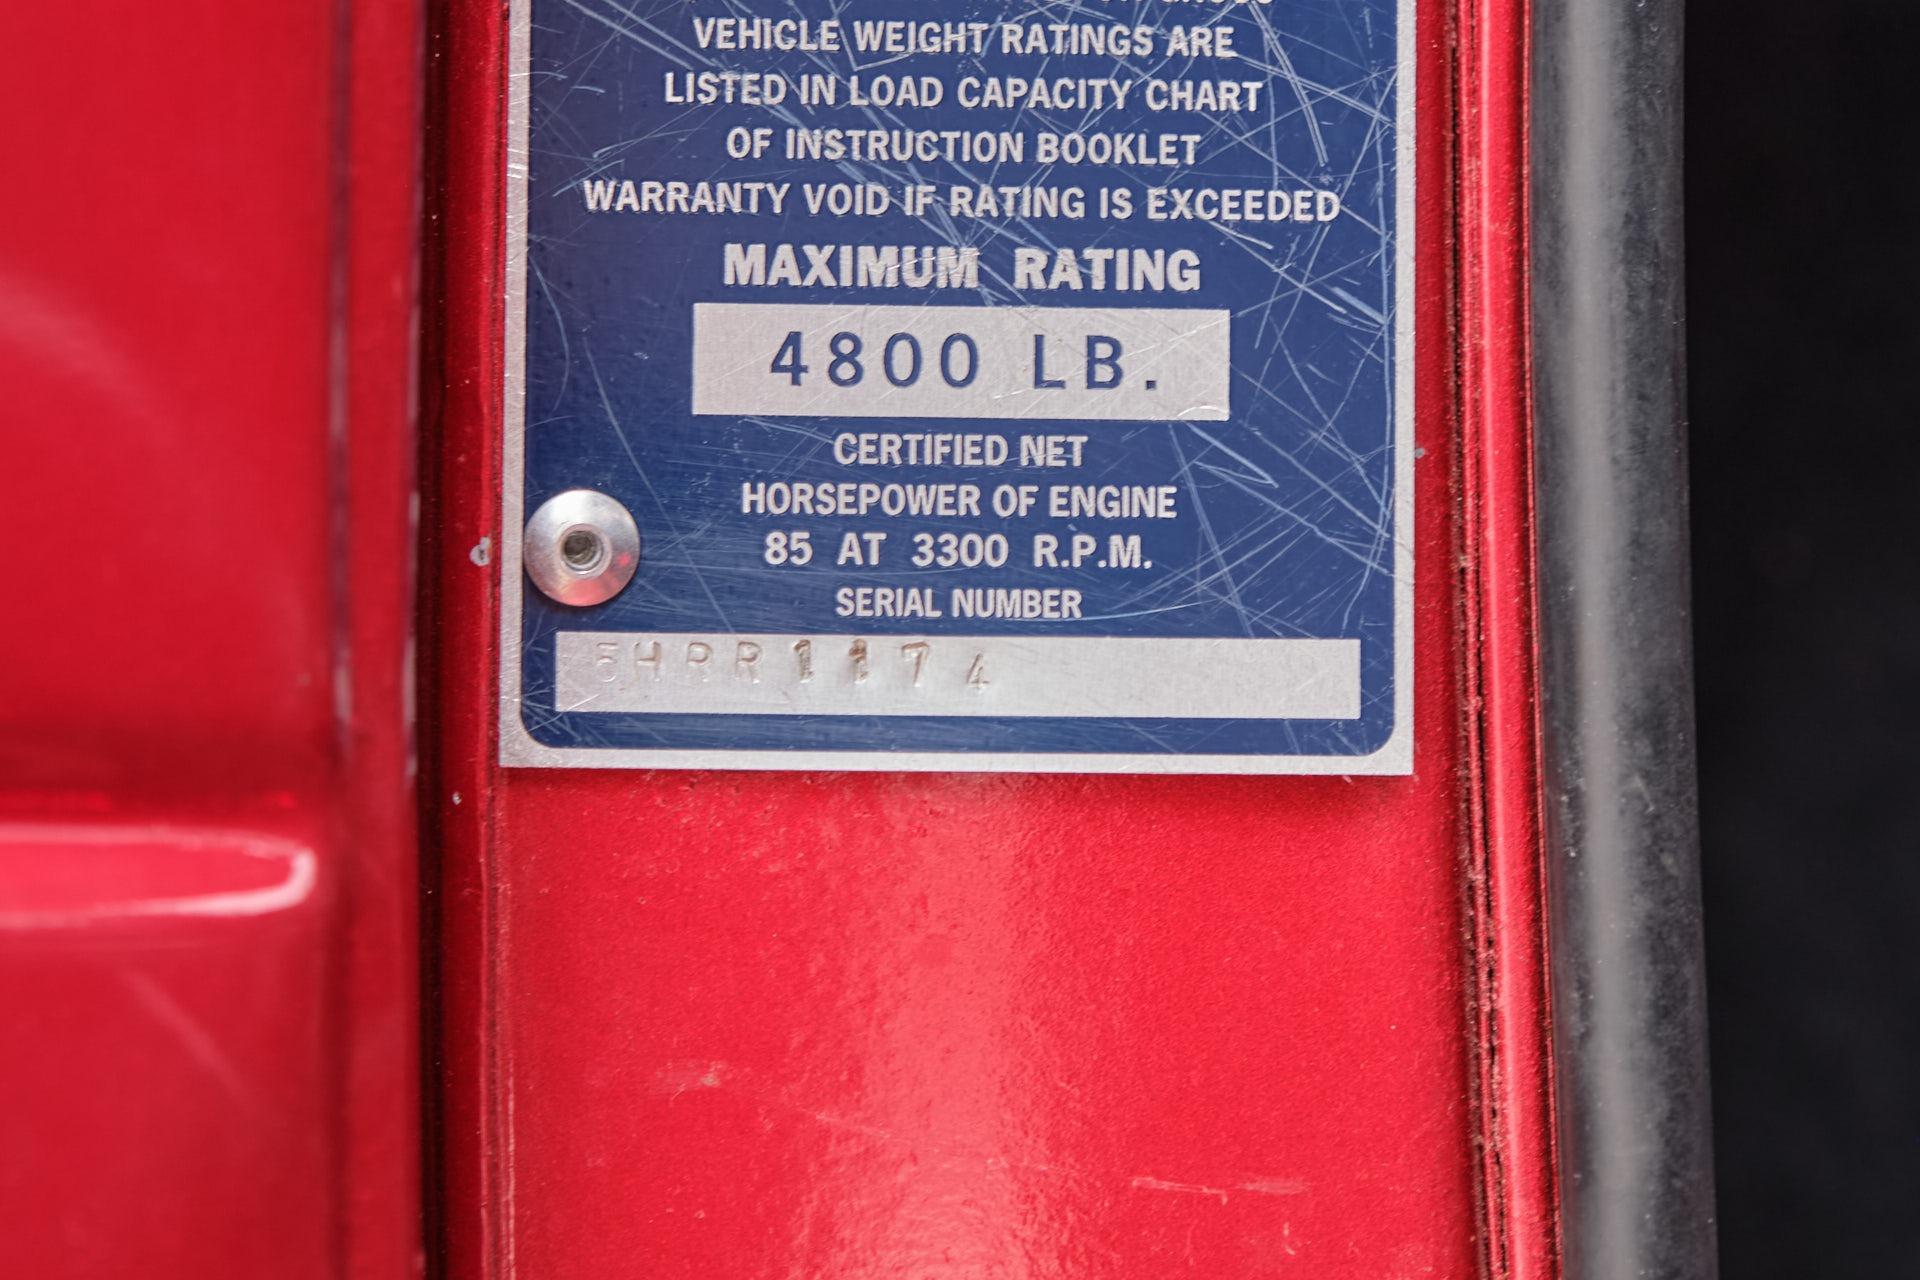 VEHICLE WEIGHT RATINGS ARE
LISTED IN LOAD CAPACITY CHART
OF INSTRUCTION BOOKLET
WARRANTY VOID IF RATING IS EXCEEDED
MAXIMUM RATING
4800 LB.
CERTIFIED NET
HORSEPOWER OF ENGINE
85 AT 3300 R.P.M.
SERIAL NUMBER
5HRR1174